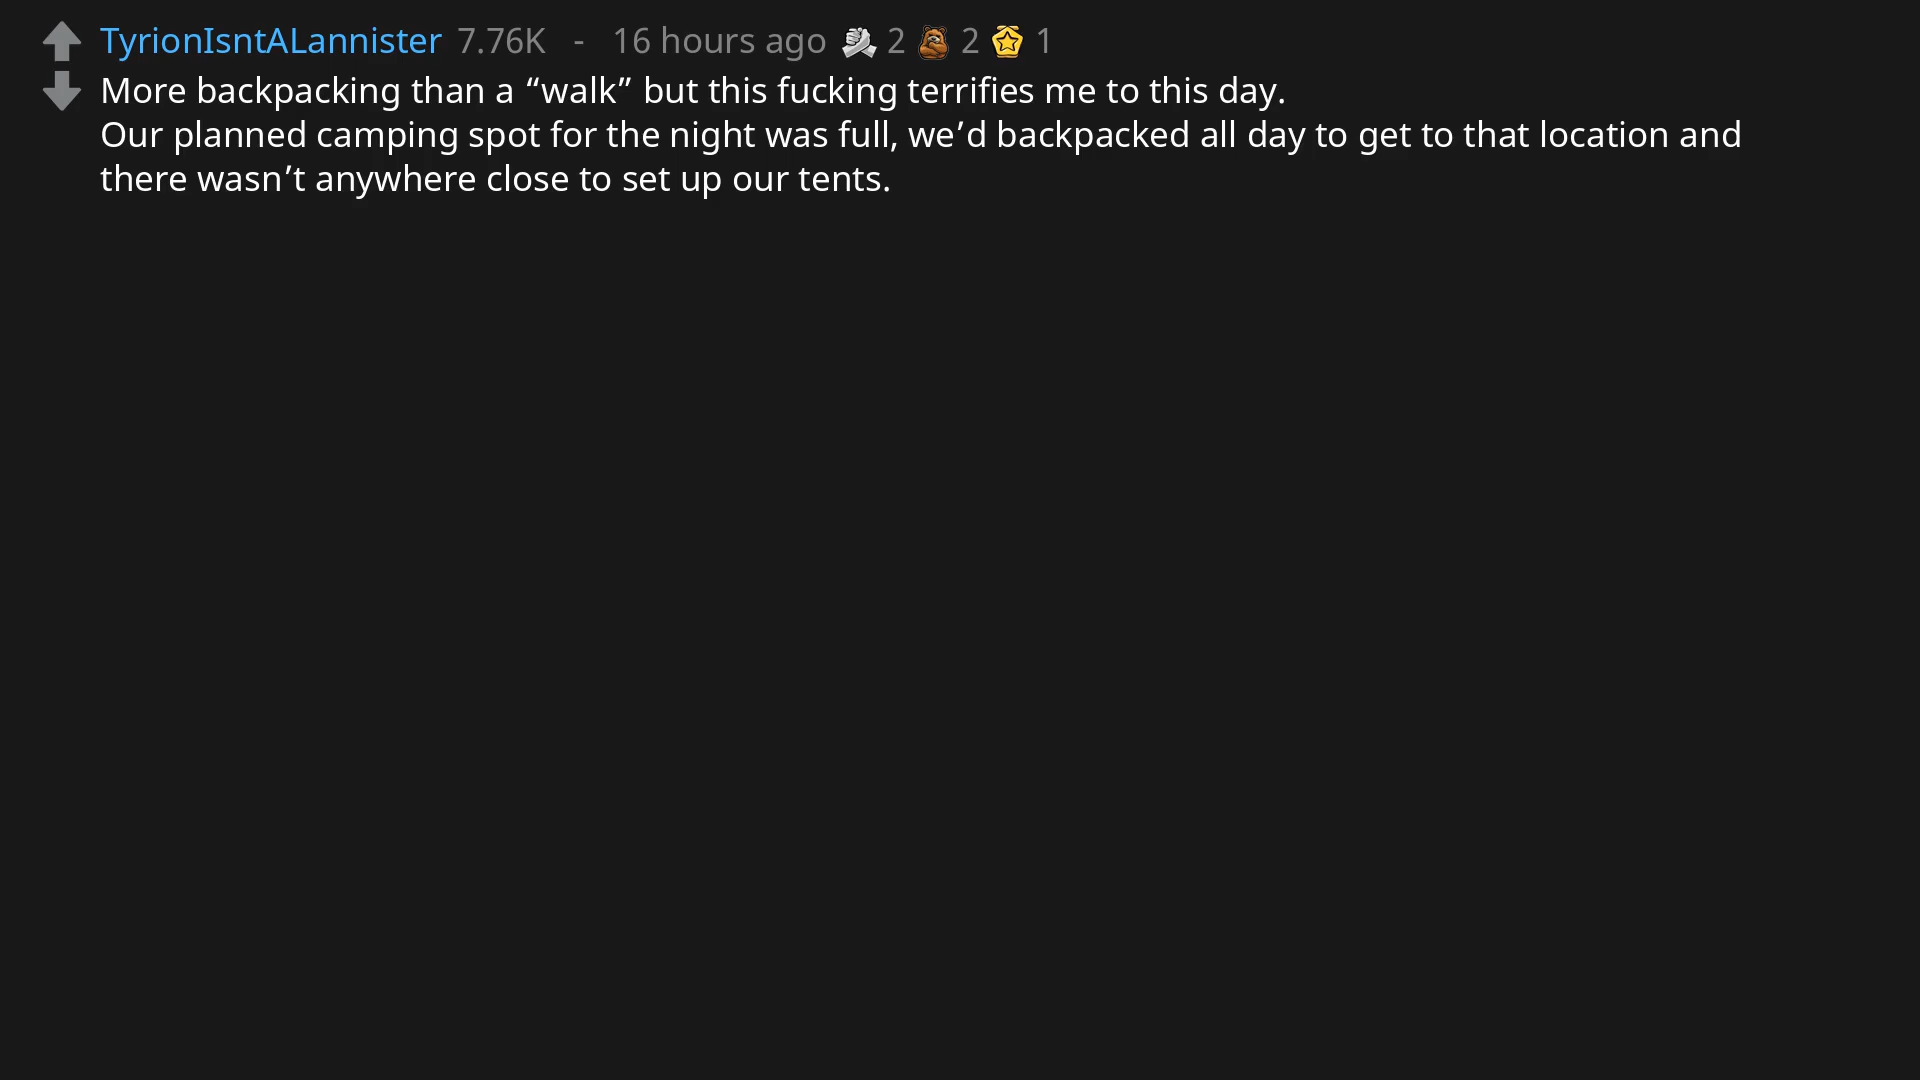 TyrionIsntALannister 7.76K - 16 hours ago 2 2 1
More backpacking than a “walk” but this fucking terrifies me to this day.
Our planned camping spot for the night was full, we’d backpacked all day to get to that location and
there wasn’t anywhere close to set up our tents.